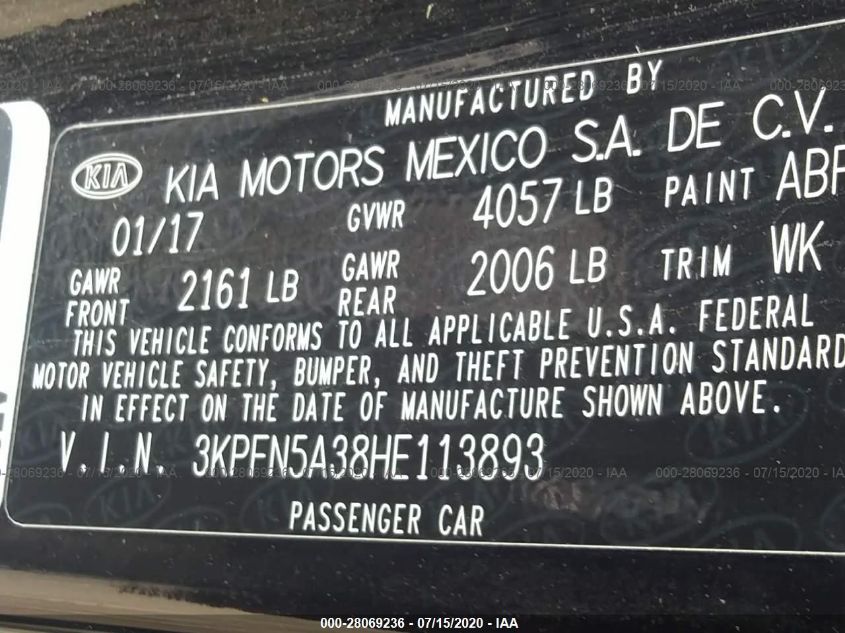 MANUFACTURED BY
KIA KIA MOTORS MEXICO S.A. DE C.V.
01/17 GVWR 4057 LB PAINT ABP
GAWR FRONT 2161 LB GAWR REAR 2006 LB TRIM WK
THIS VEHICLE CONFORMS TO ALL APPLICABLE U.S.A. FEDERAL
MOTOR VEHICLE SAFETY, BUMPER, AND THEFT PREVENTION STANDARD
IN EFFECT ON THE DATE OF MANUFACTURE SHOWN ABOVE.
V.I.N. 3KPFN5A38HE113893
PASSENGER CAR
000-28069236 - 07/15/2020 - IAA